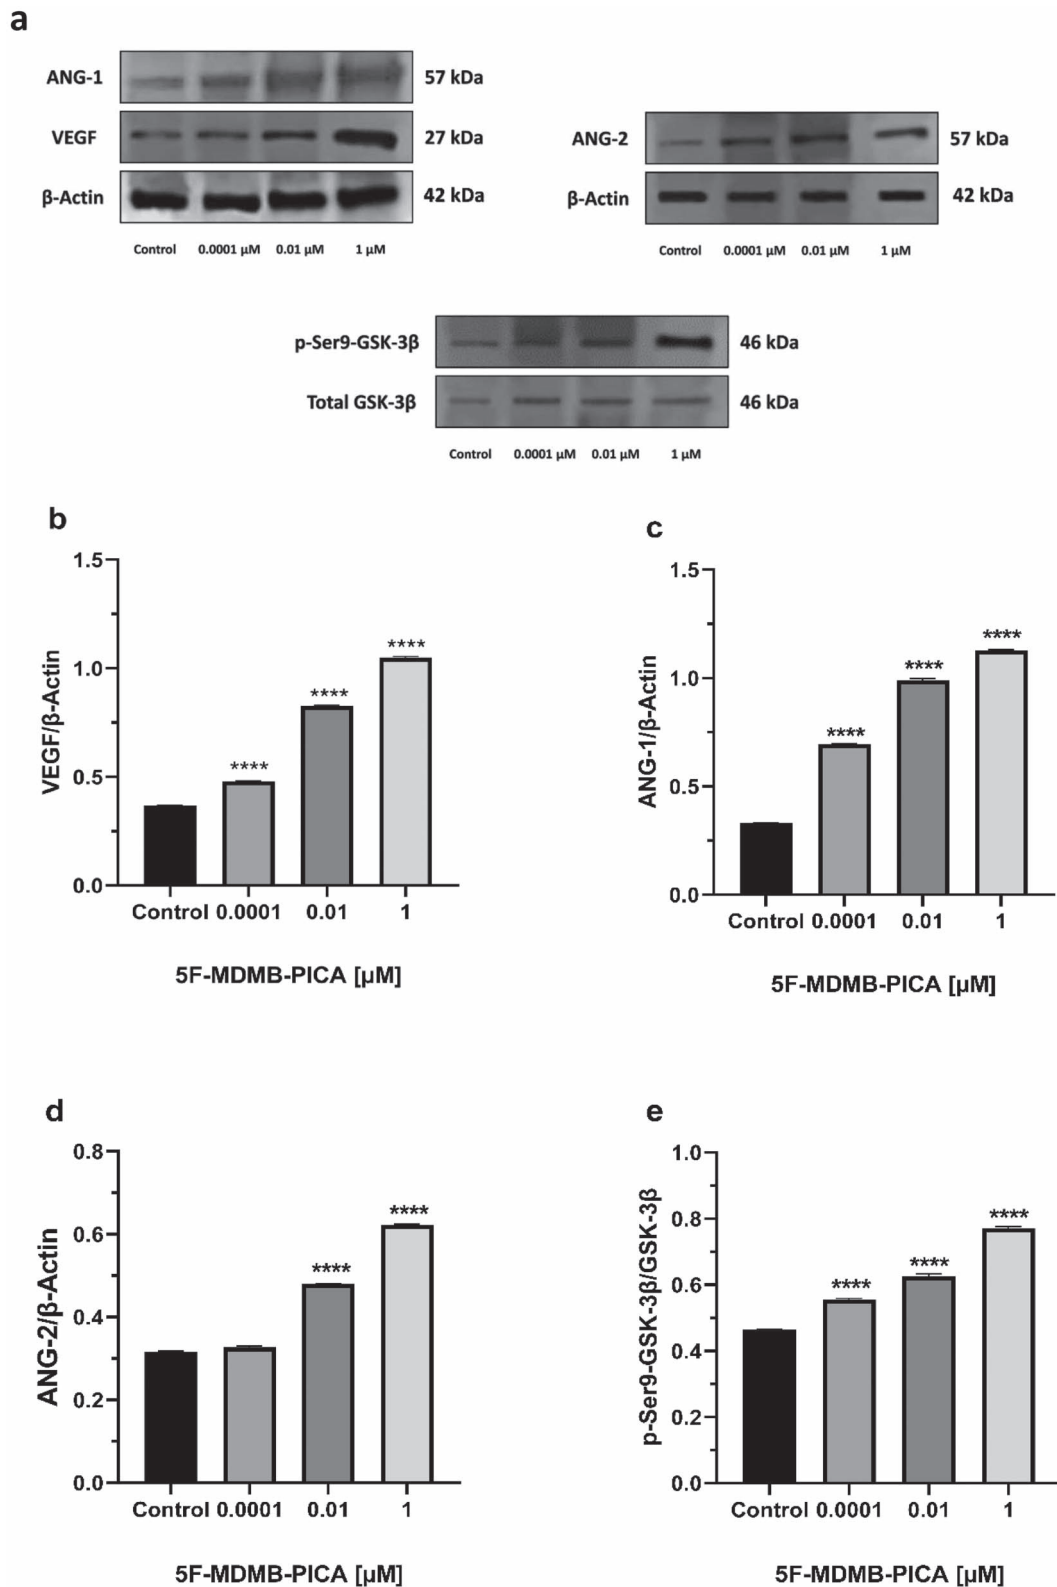 a
ANG-1 57 kDa
VEGF 27 kDa
β-Actin 42 kDa
Control 0.0001 μM 0.01 μM 1 μM
ANG-2 57 kDa
β-Actin 42 kDa
Control 0.0001 μM 0.01 μM 1 μM
p-Ser9-GSK-3β 46 kDa
Total GSK-3β 46 kDa
Control 0.0001 μM 0.01 μM 1 μM
b
VEGF/β-Actin
1.5
1.0
0.5
0.0
****
****
****
Control 0.0001 0.01 1
5F-MDMB-PICA [μM]
c
ANG-1/β-Actin
1.5
1.0
0.5
0.0
****
****
****
Control 0.0001 0.01 1
5F-MDMB-PICA [μM]
d
ANG-2/β-Actin
0.8
0.6
0.4
0.2
0.0
****
****
Control 0.0001 0.01 1
5F-MDMB-PICA [μM]
e
p-Ser9-GSK-3β/GSK-3β
1.0
0.8
0.6
0.4
0.2
0.0
****
****
****
Control 0.0001 0.01 1
5F-MDMB-PICA [μM]